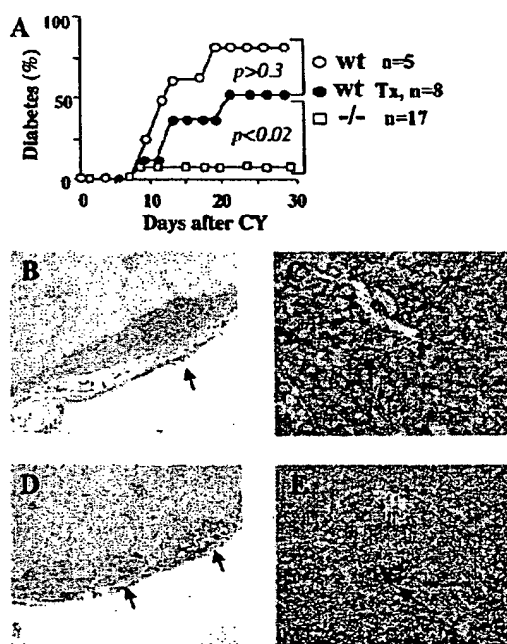 A
100
50
0
Diabetes (%)
0 10 20 30
Days after CY
p>0.3
p<0.02
wt n=5
wt Tx, n=8
-/- n=17
B
C
D
E